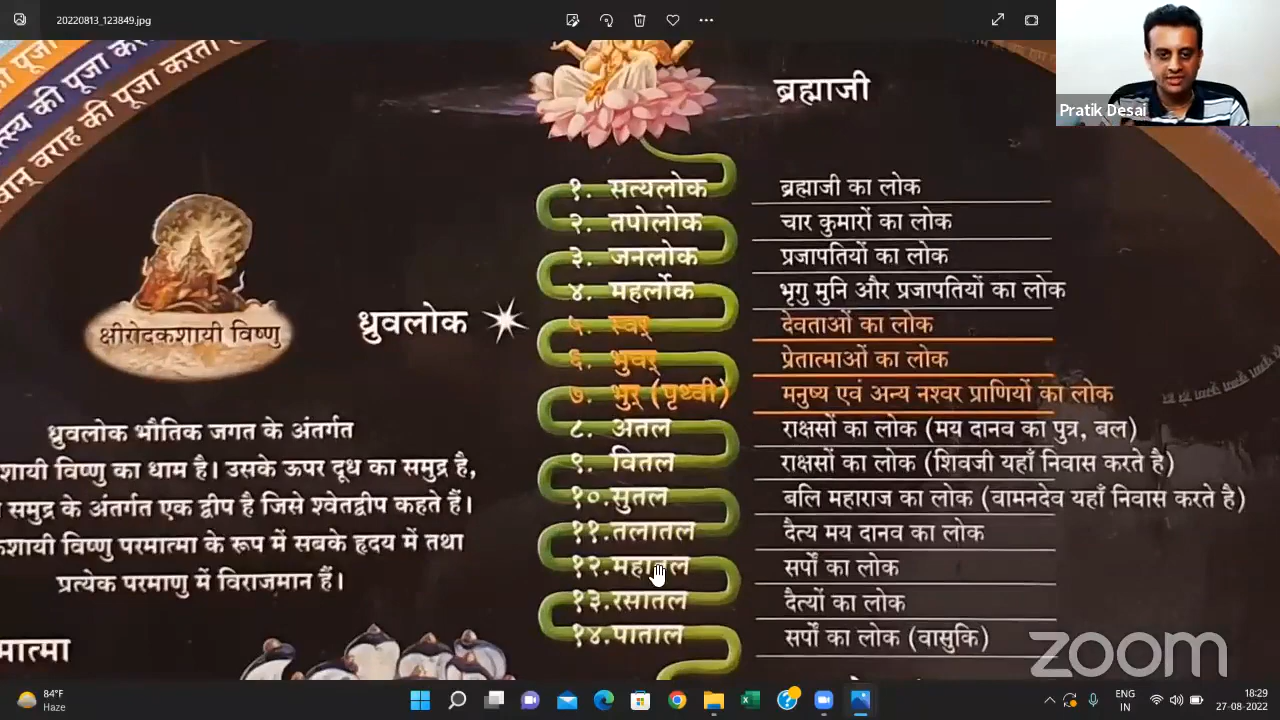 20220813_123849.jpg
Pratik Desai
की पूजा
मत्स्य की पूजा कर
वान् वराह की पूजा करता है
ब्रह्माजी
१. सत्यलोक ब्रह्माजी का लोक
२. तपोलोक चार कुमारों का लोक
३. जनलोक प्रजापतियों का लोक
४. महर्लोक भृगु मुनि और प्रजापतियों का लोक
५. स्वर् देवताओं का लोक
६. भुवर् प्रेतात्माओं का लोक
७. भुर् (पृथ्वी) मनुष्य एवं अन्य नश्वर प्राणियों का लोक
८. अतल राक्षसों का लोक (मय दानव का पुत्र, बल)
९. वितल राक्षसों का लोक (शिवजी यहाँ निवास करते है)
१०.सुतल बलि महाराज का लोक (वामनदेव यहाँ निवास करते है)
११.तलातल दैत्य मय दानव का लोक
१२.महातल सर्पों का लोक
१३.रसातल दैत्यों का लोक
१४.पाताल सर्पों का लोक (वासुकि)
क्षीरोदकशायी विष्णु
ध्रुवलोक
ध्रुवलोक भौतिक जगत के अंतर्गत
शायी विष्णु का धाम है। उसके ऊपर दूध का समुद्र है,
समुद्र के अंतर्गत एक द्वीप है जिसे श्वेतद्वीप कहते हैं।
कशायी विष्णु परमात्मा के रूप में सबके हृदय में तथा
प्रत्येक परमाणु में विराजमान हैं।
मात्मा
zoom
84°F
Haze
ENG
IN
18:29
27-08-2022